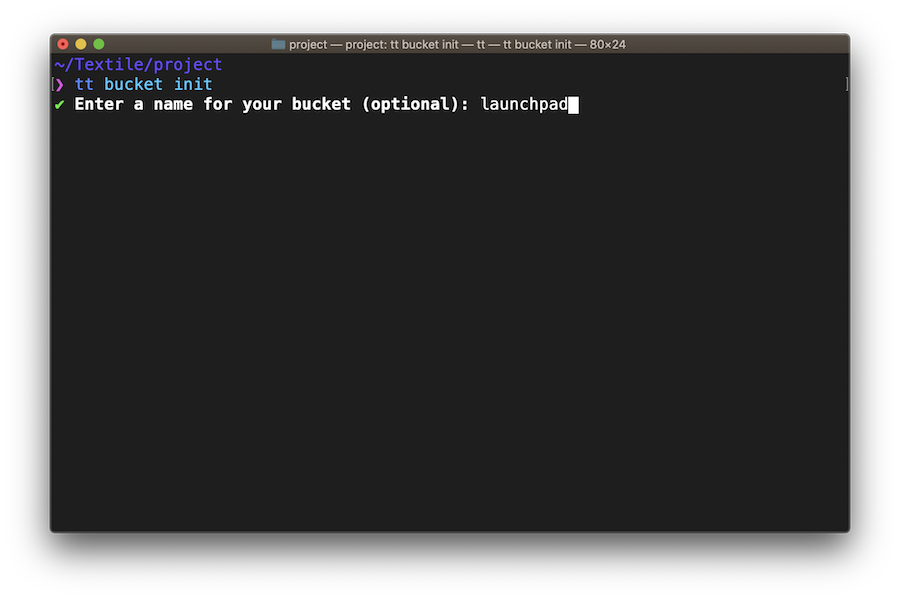 project — project: tt bucket init — tt — tt bucket init — 80×24
~/Textile/project
[❯ tt bucket init ]
✔ Enter a name for your bucket (optional): launchpad